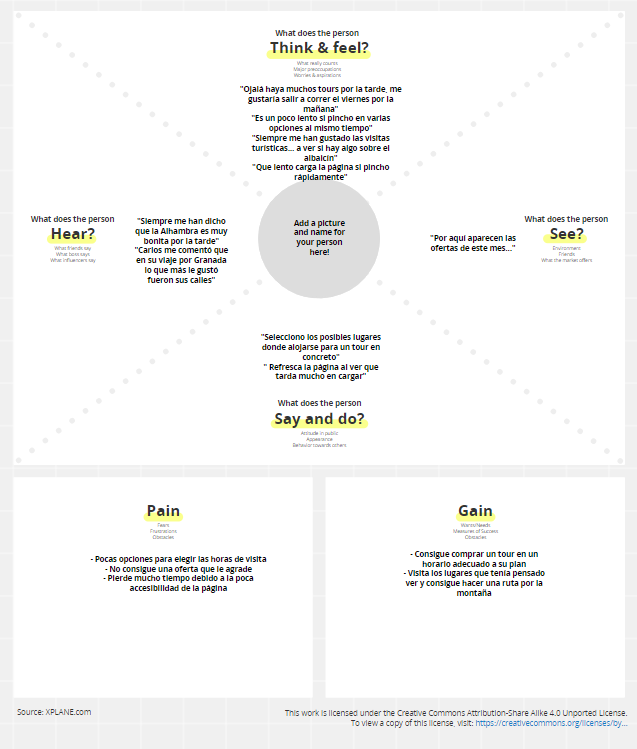 What does the person
Think & feel?
What really counts
Major preoccupations
Worries & aspirations
"Ojalá haya muchos tours por la tarde, me
gustaría salir a correr el viernes por la
mañana"
"Es un poco lento si pincho en varias
opciones al mismo tiempo"
"Siempre me han gustado las visitas
turísticas... a ver si hay algo sobre el
albaicín"
"Que lento carga la página si pincho
rápidamente"
What does the person
Hear?
What friends say
What boss says
What influencers say
"Siempre me han dicho
que la Alhambra es muy
bonita por la tarde"
"Carlos me comentó que
en su viaje por Granada
lo que más le gustó
fueron sus calles"
Add a picture
and name for
your person
here!
"Por aquí aparecen las
ofertas de este mes..."
What does the person
See?
Environment
Friends
What the market offers
"Selecciono los posibles lugares
donde alojarse para un tour en
concreto"
" Refresca la página al ver que
tarda mucho en cargar"
What does the person
Say and do?
Attitude in public
Appearance
Behavior towards others
Pain
Fears
Frustrations
Obstacles
- Pocas opciones para elegir las horas de visita
- No consigue una oferta que le agrade
- Pierde mucho tiempo debido a la poca
accesibilidad de la página
Gain
Wants/Needs
Measures of Success
Obstacles
- Consigue comprar un tour en un
horario adecuado a su plan
- Visita los lugares que tenía pensado
ver y consigue hacer una ruta por la
montaña
Source: XPLANE.com
This work is licensed under the Creative Commons Attribution-Share Alike 4.0 Unported License.
To view a copy of this license, visit: https://creativecommons.org/licenses/by...